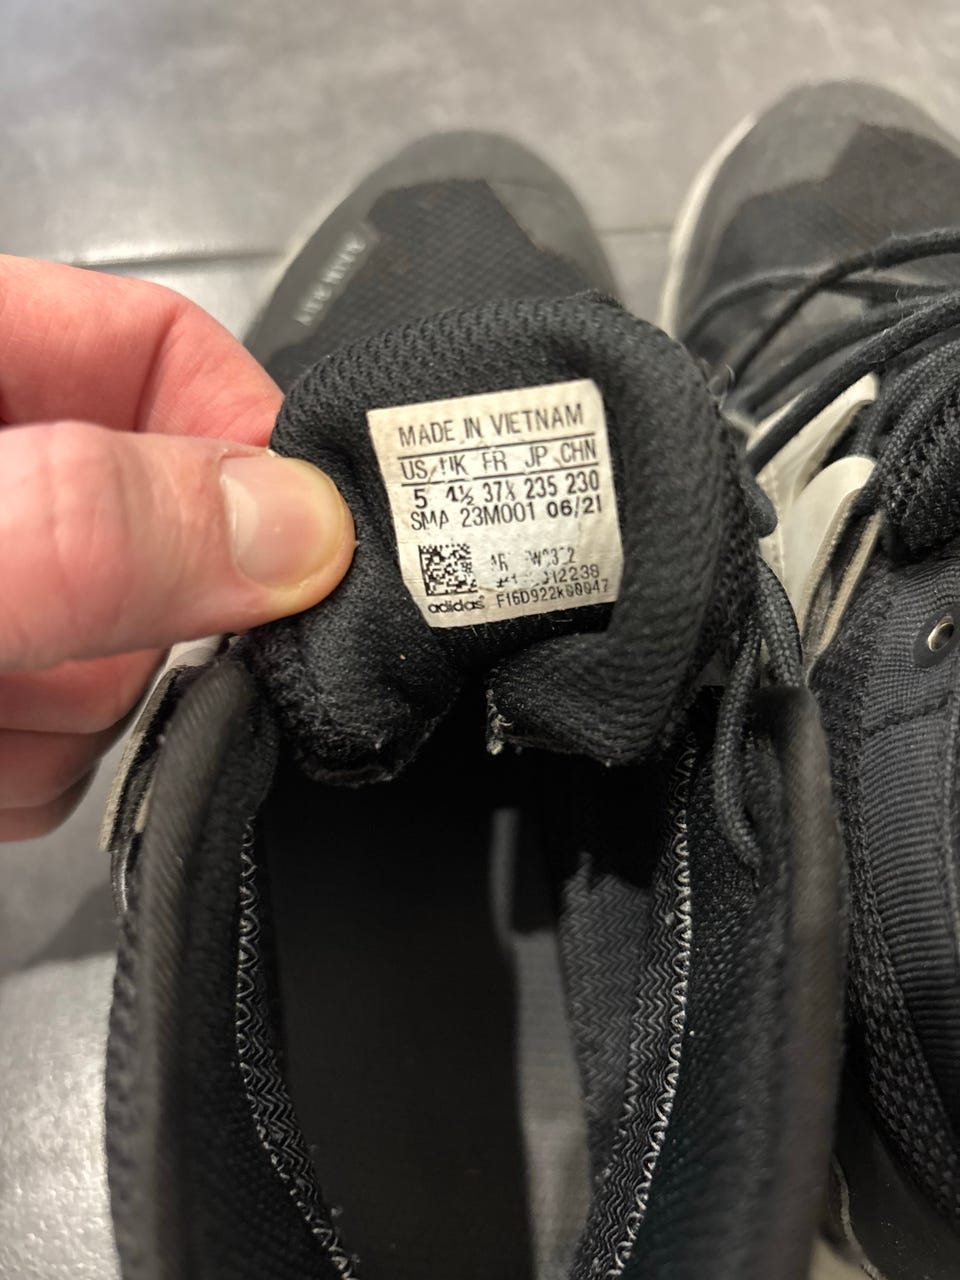 MADE IN VIETNAM
US UK FR JP CHN
5 4½ 37⅓ 235 230
SMA 23M001 06/21
adidas F16D922k00047